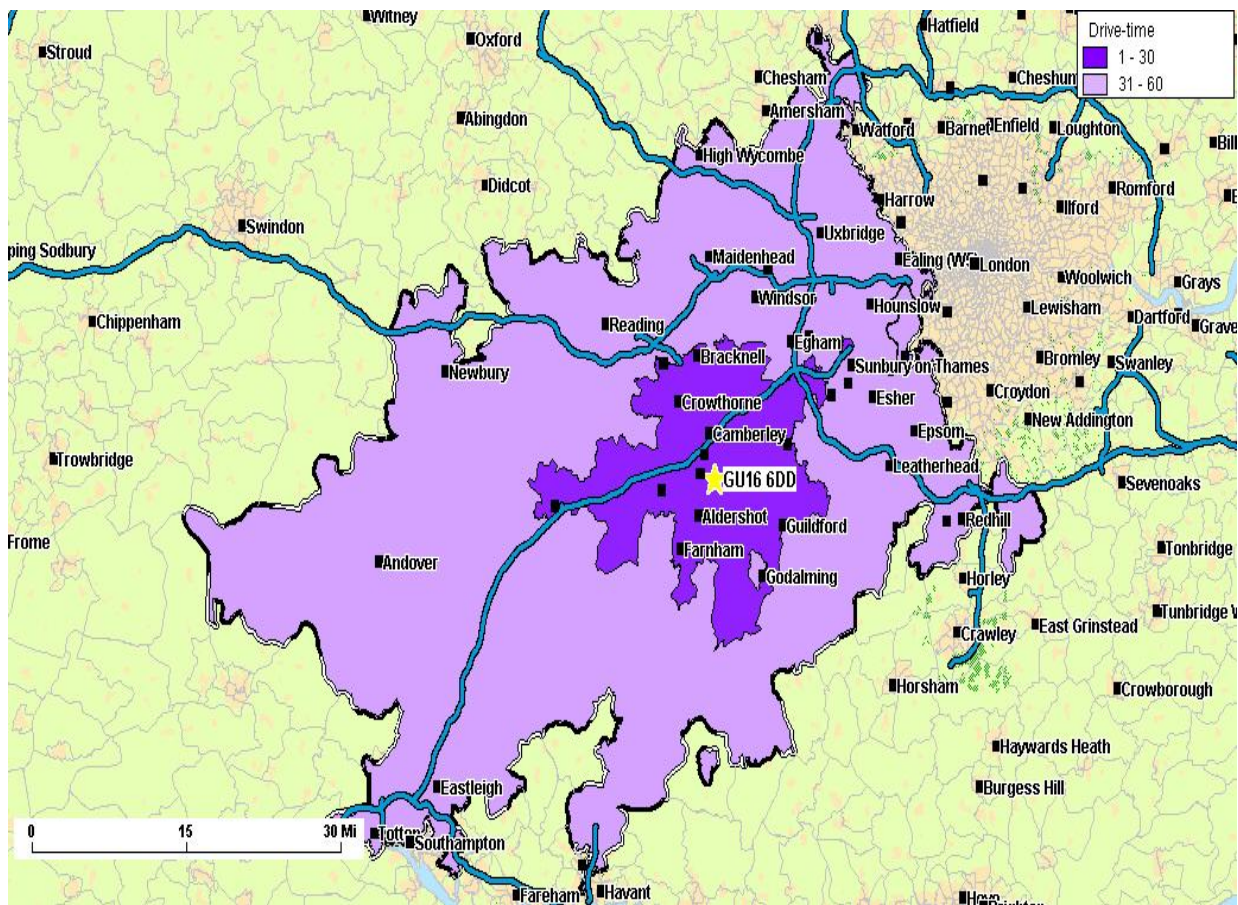 Witney
Hatfield
Drive-time
1 - 30
31 - 60
Stroud
Oxford
Chesham
Cheshun
Amersham
Abingdon
Watford
Barnet
Enfield
Loughton
Bill
High Wycombe
Didcot
Romford
Harrow
Ilford
Swindon
Uxbridge
pping Sodbury
Maidenhead
Ealing (W5)
London
Woolwich
Grays
Windsor
Hounslow
Lewisham
Chippenham
Reading
Dartford
Grave
Egham
Bracknell
Bromley
Swanley
Newbury
Sunbury on Thames
Crowthorne
Esher
Croydon
New Addington
Camberley
Epsom
Trowbridge
Leatherhead
GU16 6DD
Sevenoaks
Aldershot
Guildford
Redhill
Frome
Farnham
Tonbridge
Andover
Godalming
Horley
Tunbridge W
East Grinstead
Crawley
Horsham
Crowborough
Haywards Heath
Eastleigh
Burgess Hill
0 15 30 Mi
Totton
Southampton
Fareham
Havant